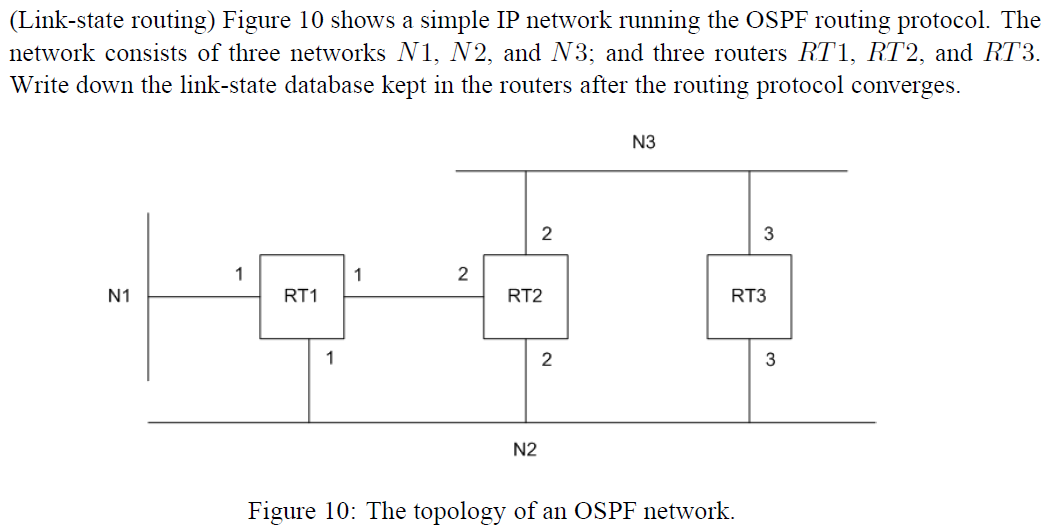 (Link-state routing) Figure 10 shows a simple IP network running the OSPF routing protocol. The
network consists of three networks N1, N2, and N3; and three routers RT1, RT2, and RT3.
Write down the link-state database kept in the routers after the routing protocol converges.
N3
2
3
1
1
2
N1
RT1
RT2
RT3
1
2
3
N2
Figure 10: The topology of an OSPF network.